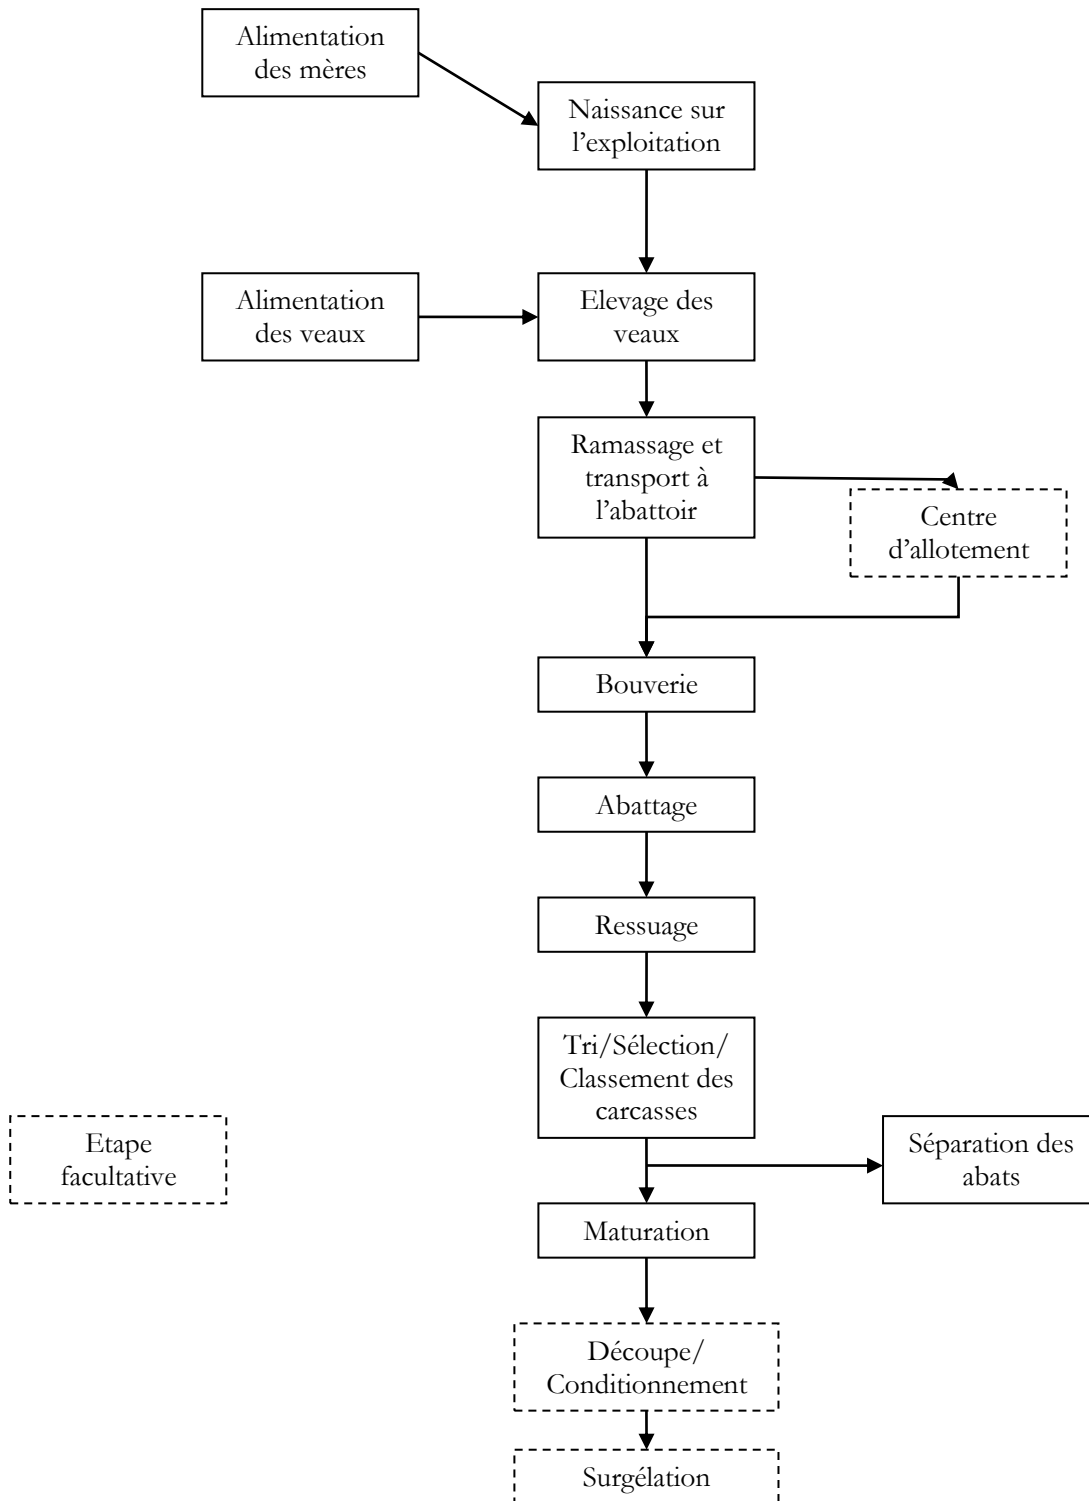 Alimentation
des mères
Naissance sur
l’exploitation
Alimentation
des veaux
Elevage des
veaux
Ramassage et
transport à
l’abattoir
Centre
d’allotement
Bouverie
Abattage
Ressuage
Tri/Sélection/
Classement des
carcasses
Etape
facultative
Séparation des
abats
Maturation
Découpe/
Conditionnement
Surgélation